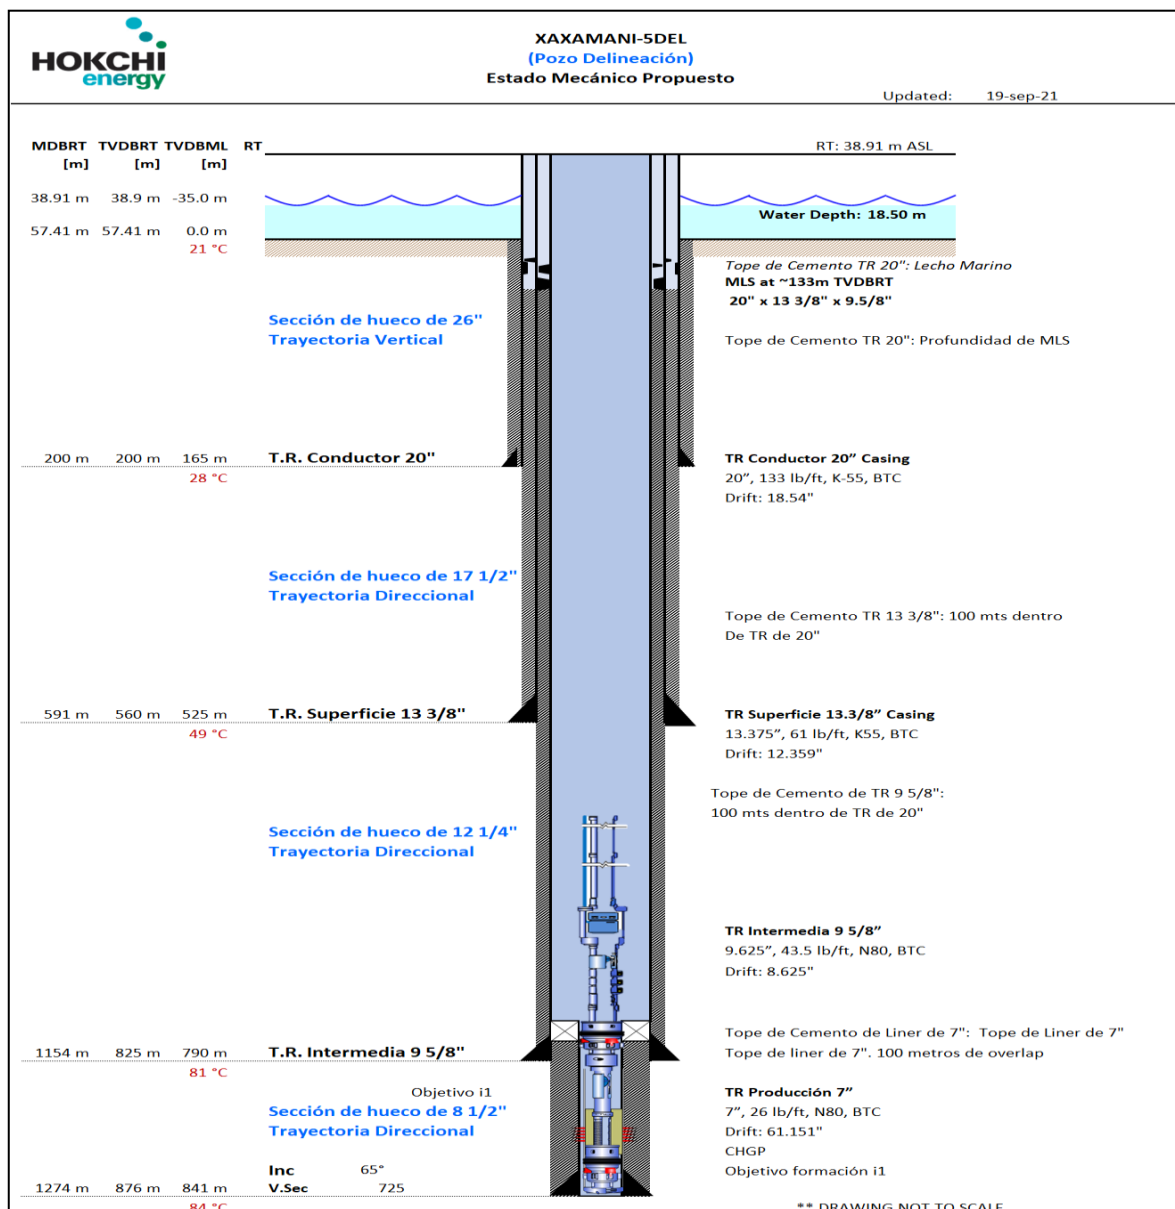 HOKCHI
energy
XAXAMANI-5DEL
(Pozo Delineación)
Estado Mecánico Propuesto
Updated: 19-sep-21
MDBRT TVDBRT TVDBML RT
[m] [m] [m]
RT: 38.91 m ASL
38.91 m 38.9 m -35.0 m
Water Depth: 18.50 m
57.41 m 57.41 m 0.0 m
21 °C
Tope de Cemento TR 20": Lecho Marino
MLS at ~133m TVDBRT
20" x 13 3/8" x 9.5/8"
Sección de hueco de 26"
Trayectoria Vertical
Tope de Cemento TR 20": Profundidad de MLS
200 m 200 m 165 m T.R. Conductor 20"
28 °C
TR Conductor 20” Casing
20”, 133 lb/ft, K-55, BTC
Drift: 18.54"
Sección de hueco de 17 1/2"
Trayectoria Direccional
Tope de Cemento TR 13 3/8": 100 mts dentro
De TR de 20"
591 m 560 m 525 m T.R. Superficie 13 3/8"
49 °C
TR Superficie 13.3/8” Casing
13.375”, 61 lb/ft, K55, BTC
Drift: 12.359"
Tope de Cemento de TR 9 5/8":
100 mts dentro de TR de 20"
Sección de hueco de 12 1/4"
Trayectoria Direccional
TR Intermedia 9 5/8”
9.625”, 43.5 lb/ft, N80, BTC
Drift: 8.625"
Tope de Cemento de Liner de 7": Tope de Liner de 7"
Tope de liner de 7". 100 metros de overlap
1154 m 825 m 790 m T.R. Intermedia 9 5/8"
81 °C
Objetivo i1
Sección de hueco de 8 1/2"
Trayectoria Direccional
TR Producción 7”
7”, 26 lb/ft, N80, BTC
Drift: 61.151"
CHGP
Objetivo formación i1
Inc 65°
V.Sec 725
1274 m 876 m 841 m
84 °C
** DRAWING NOT TO SCALE